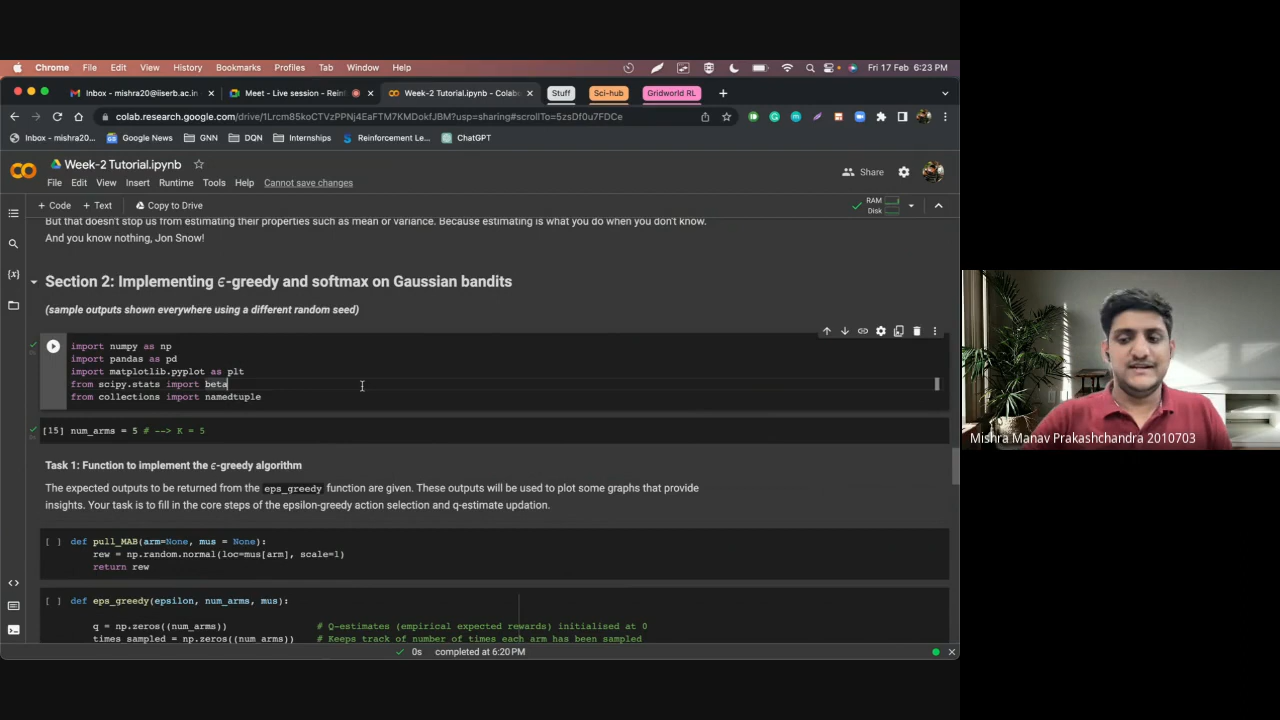 Chrome File Edit View History Bookmarks Profiles Tab Window Help Fri 17 Feb 6:23 PM
Inbox - mishra20@iiserb.ac.in Meet - Live session - Rein Week-2 Tutorial.ipynb - Colabo Stuff Sci-hub Gridworld RL
colab.research.google.com/drive/1Lrcm85koCTVzPPNj4EaFTM7KMDokfJBM?usp=sharing#scrollTo=5zsDf0u7FDCe
Inbox - mishra20... Google News GNN DQN Internships Reinforcement Le... ChatGPT
Week-2 Tutorial.ipynb
File Edit View Insert Runtime Tools Help Cannot save changes Share
+ Code + Text Copy to Drive RAM
Disk
But that doesn't stop us from estimating their properties such as mean or variance. Because estimating is what you do when you don't know.
And you know nothing, Jon Snow!
Section 2: Implementing ϵ-greedy and softmax on Gaussian bandits
(sample outputs shown everywhere using a different random seed)
import numpy as np
import pandas as pd
import matplotlib.pyplot as plt
from scipy.stats import beta
from collections import namedtuple
[15] num_arms = 5 # --> K = 5
Task 1: Function to implement the ϵ-greedy algorithm
The expected outputs to be returned from the eps_greedy function are given. These outputs will be used to plot some graphs that provide
insights. Your task is to fill in the core steps of the epsilon-greedy action selection and q-estimate updation.
[ ] def pull_MAB(arm=None, mus = None):
rew = np.random.normal(loc=mus[arm], scale=1)
return rew
[ ] def eps_greedy(epsilon, num_arms, mus):
q = np.zeros((num_arms)) # Q-estimates (empirical expected rewards) initialised at 0
times_sampled = np.zeros((num_arms)) # Keeps track of number of times each arm has been sampled
0s completed at 6:20 PM
Mishra Manav Prakashchandra 2010703